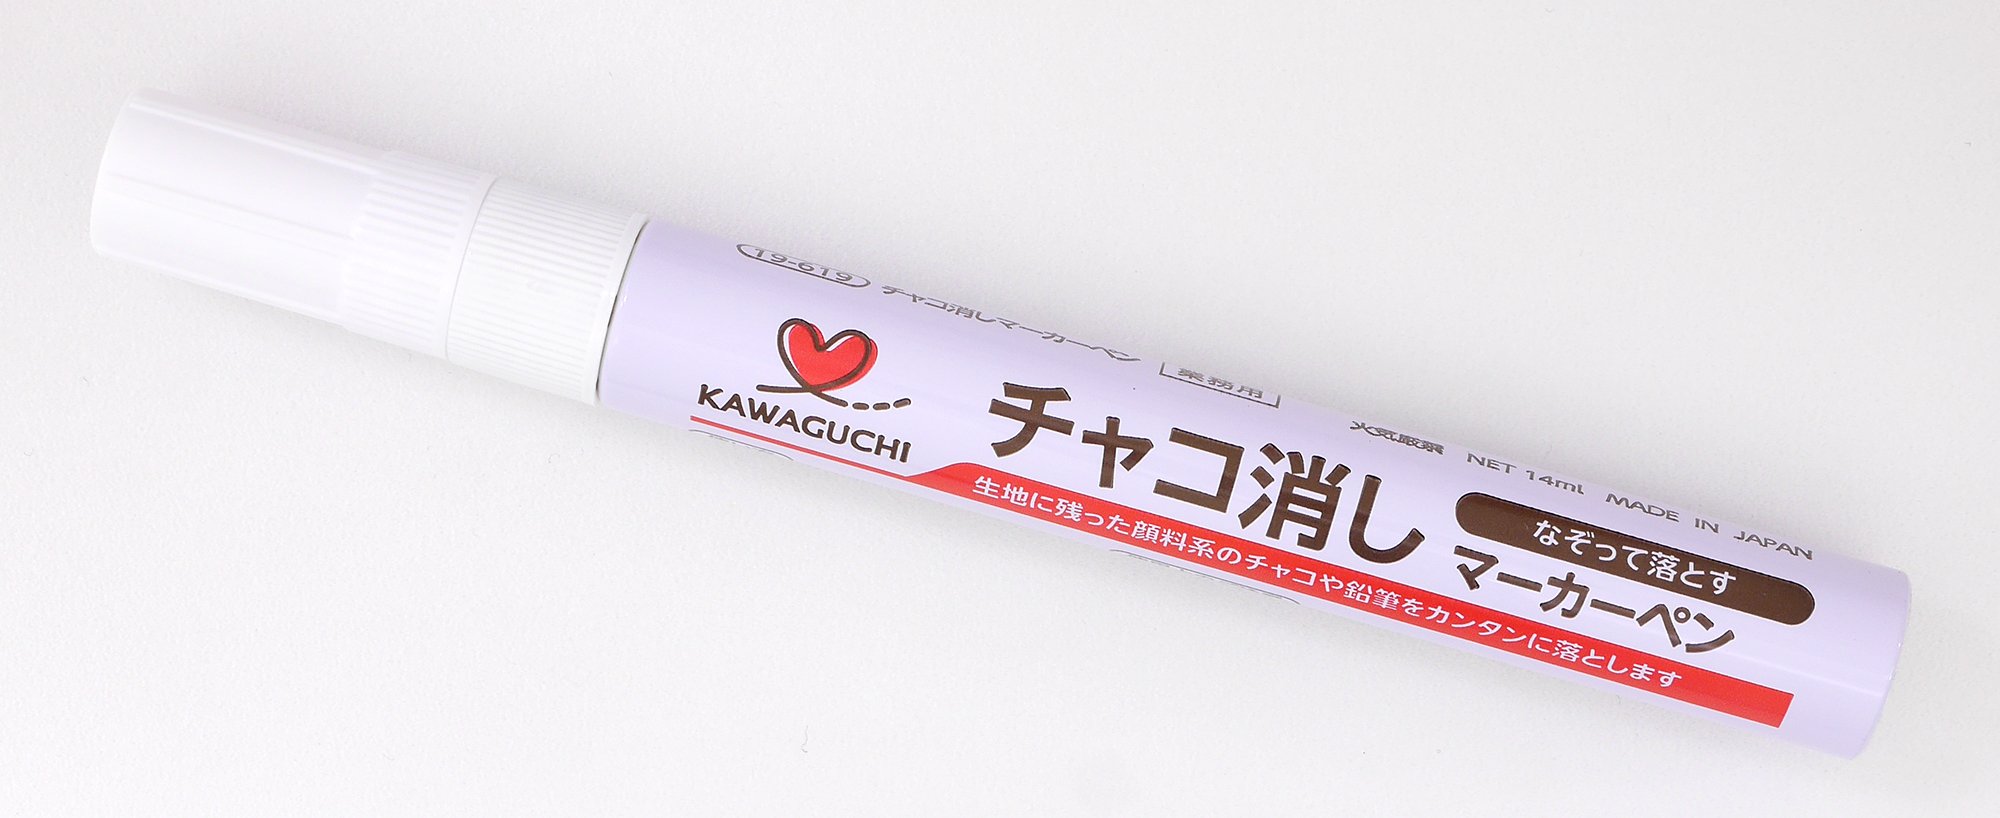 19-619 チャコ消しマーカーペン 業務用 火気厳禁 NET 14ml MADE IN JAPAN
KAWAGUCHI
チャコ消し
なぞって落とす
マーカーペン
生地に残った顔料系のチャコや鉛筆をカンタンに落とします